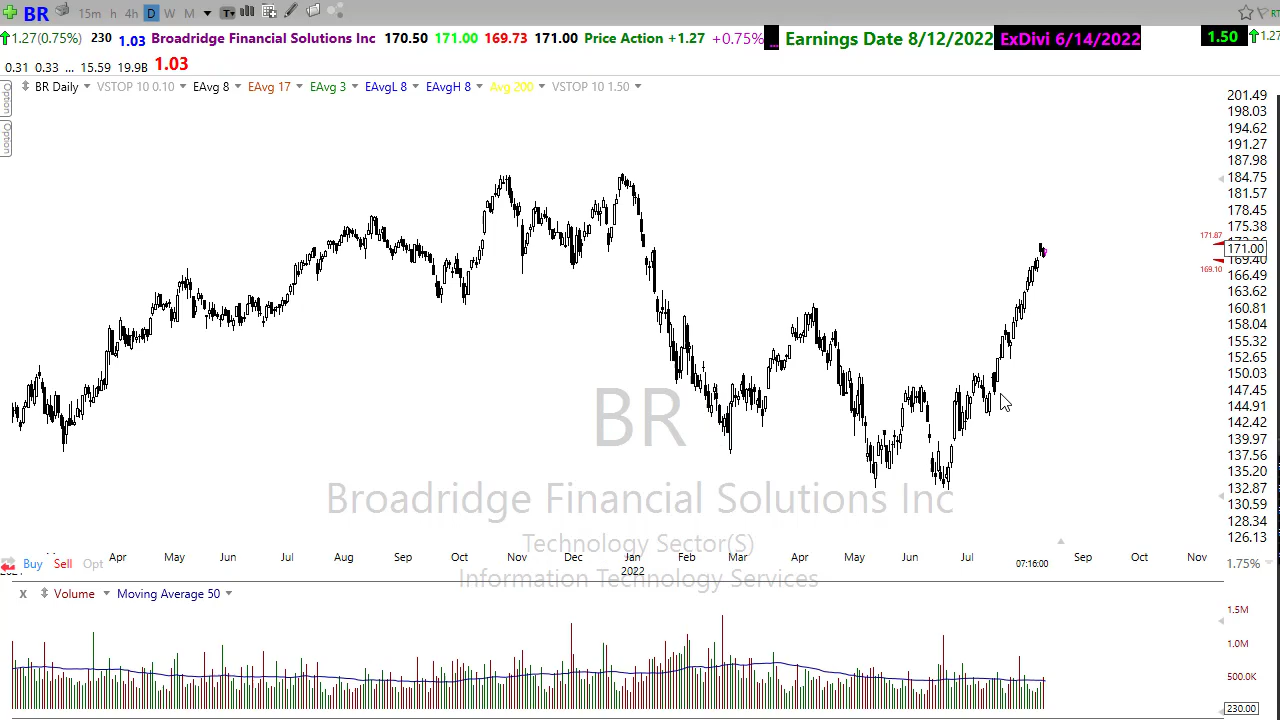 BR 15m h 4h D W M T
1.27(0.75%) 230 1.03 Broadridge Financial Solutions Inc 170.50 171.00 169.73 171.00 Price Action +1.27 +0.75% ... Earnings Date 8/12/2022 ExDivi 6/14/2022 1.50 1.27
0.31 0.33 ... 15.59 19.9B 1.03
Option
Option
BR Daily VSTOP 10 0.10 EAvg 8 EAvg 17 EAvg 3 EAvgL 8 EAvgH 8 Avg 200 VSTOP 10 1.50
201.49
198.03
194.62
191.27
187.98
184.75
181.57
178.45
175.38
171.87
171.00
169.40
169.10
166.49
163.62
160.81
158.04
155.32
152.65
150.03
147.45
144.91
142.42
139.97
137.56
135.20
132.87
130.59
128.34
126.13
BR
Broadridge Financial Solutions Inc
Technology Sector(S)
Information Technology Services
Apr May Jun Jul Aug Sep Oct Nov Dec Jan Feb Mar Apr May Jun Jul Sep Oct Nov
2022
07:16:00
1.75%
Buy Sell Opt
X Volume Moving Average 50
1.5M
1.0M
500.0K
230.00